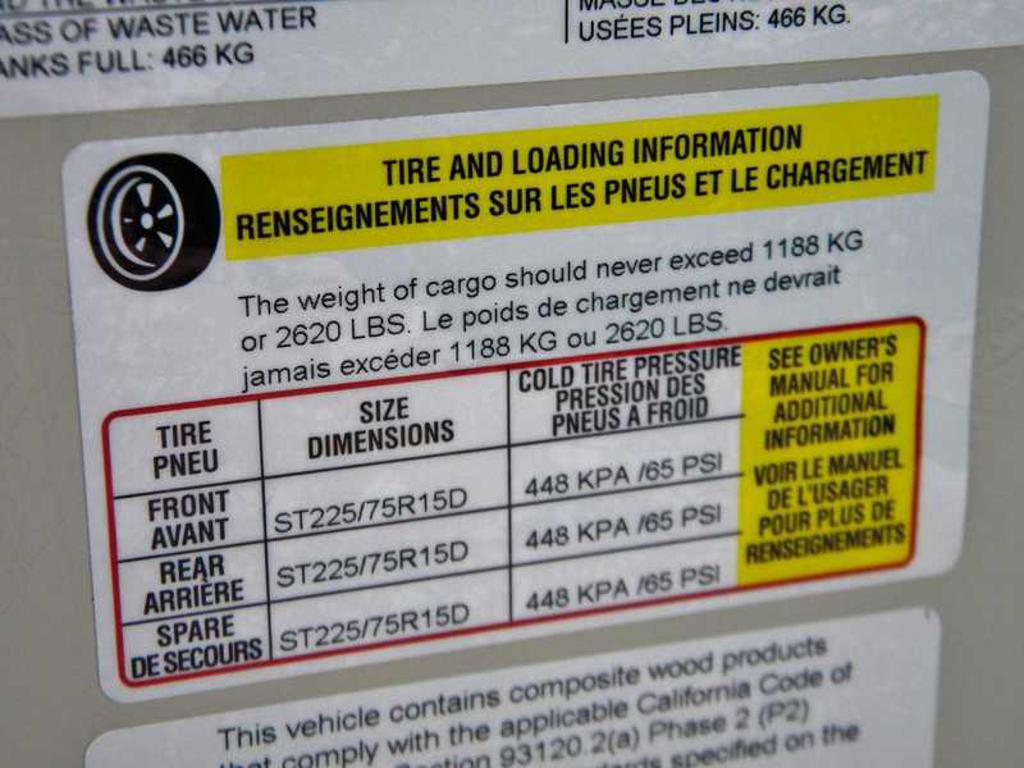 THE WASTE
MASS OF WASTE WATER
TANKS FULL: 466 KG
USÉES PLEINS: 466 KG.
TIRE AND LOADING INFORMATION
RENSEIGNEMENTS SUR LES PNEUS ET LE CHARGEMENT
The weight of cargo should never exceed 1188 KG
or 2620 LBS. Le poids de chargement ne devrait
jamais excéder 1188 KG ou 2620 LBS.
TIRE
PNEU
SIZE
DIMENSIONS
COLD TIRE PRESSURE
PRESSION DES
PNEUS A FROID
FRONT
AVANT
ST225/75R15D
448 KPA /65 PSI
REAR
ARRIÈRE
ST225/75R15D
448 KPA /65 PSI
SPARE
DE SECOURS
ST225/75R15D
448 KPA /65 PSI
SEE OWNER'S
MANUAL FOR
ADDITIONAL
INFORMATION
VOIR LE MANUEL
DE L'USAGER
POUR PLUS DE
RENSEIGNEMENTS
This vehicle contains composite wood products
that comply with the applicable California Code of
93120.2(a) Phase 2 (P2)
specified on the